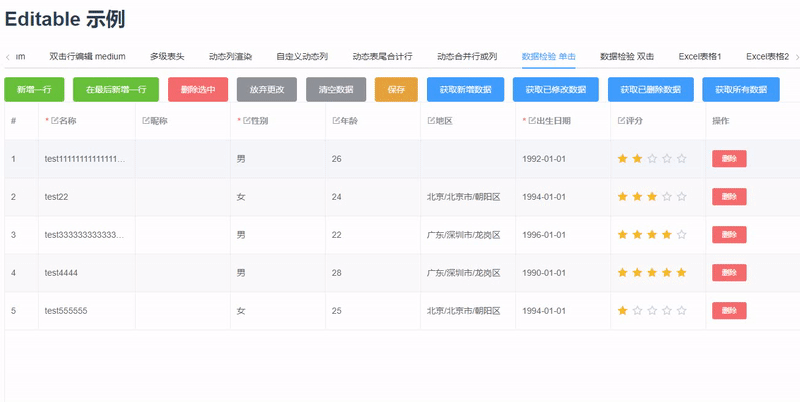 Editable 示例
双击行编辑 medium 多级表头 动态列渲染 自定义动态列 动态表尾合计行 动态合并行或列 数据检验 单击 数据检验 双击 Excel表格1 Excel表格2
新增一行 在最后新增一行 删除选中 放弃更改 清空数据 保存 获取新增数据 获取已修改数据 获取已删除数据 获取所有数据
# * 名称 昵称 * 性别 年龄 地区 * 出生日期 评分 操作
1 test11111111111111... 男 26 1992-01-01 删除
2 test22 女 24 北京/北京市/朝阳区 1994-01-01 删除
3 test333333333333... 男 22 广东/深圳市/龙岗区 1996-01-01 删除
4 test4444 男 28 广东/深圳市/龙岗区 1990-01-01 删除
5 test555555 女 25 北京/北京市/朝阳区 1994-01-01 删除